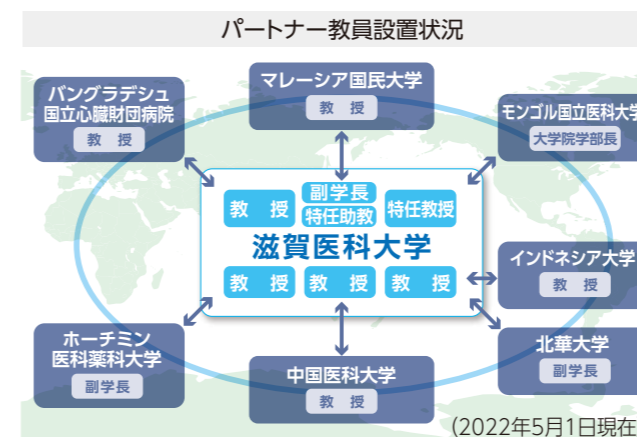 パートナー教員設置状況
バングラデシュ
国立心臓財団病院
教 授
マレーシア国民大学
教 授
モンゴル国立医科大学
大学院学部長
教 授
副学長
特任助教
特任教授
滋賀医科大学
教 授
教 授
教 授
インドネシア大学
教 授
ホーチミン
医科薬科大学
副学長
中国医科大学
教 授
北華大学
副学長
(2022年5月1日現在